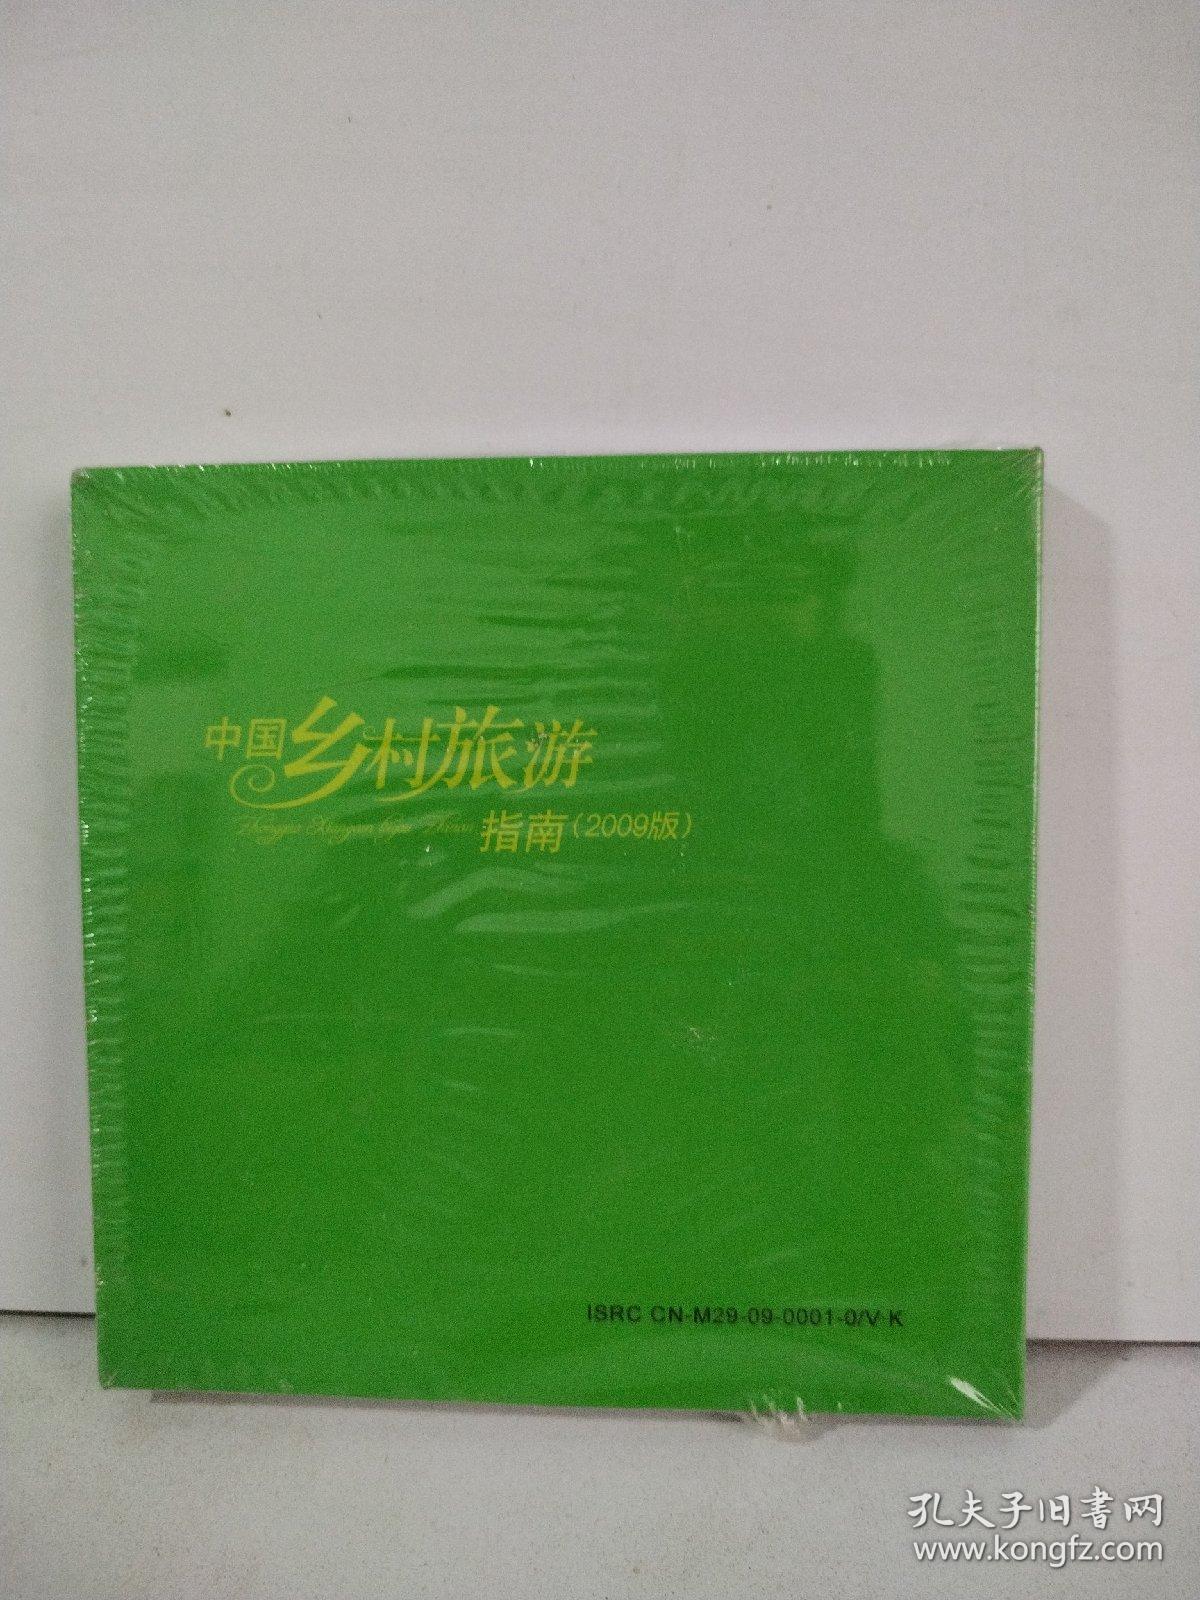 中国乡村旅游
指南(2009版)
ISRC CN-M29-09-0001-0/V·K
孔夫子旧书网
www.kongfz.com